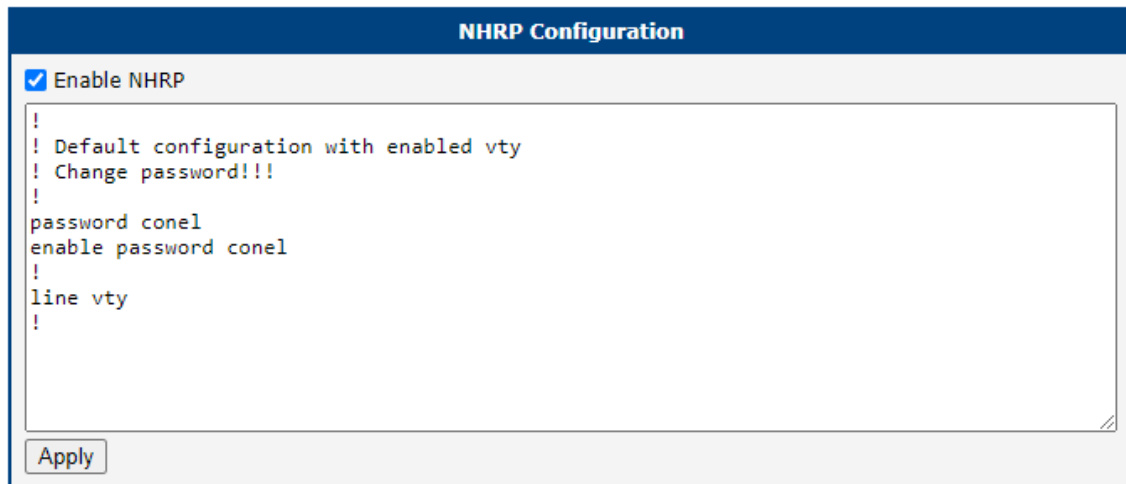 NHRP Configuration
Enable NHRP
!
! Default configuration with enabled vty
! Change password!!!
!
password conel
enable password conel
!
line vty
!
Apply